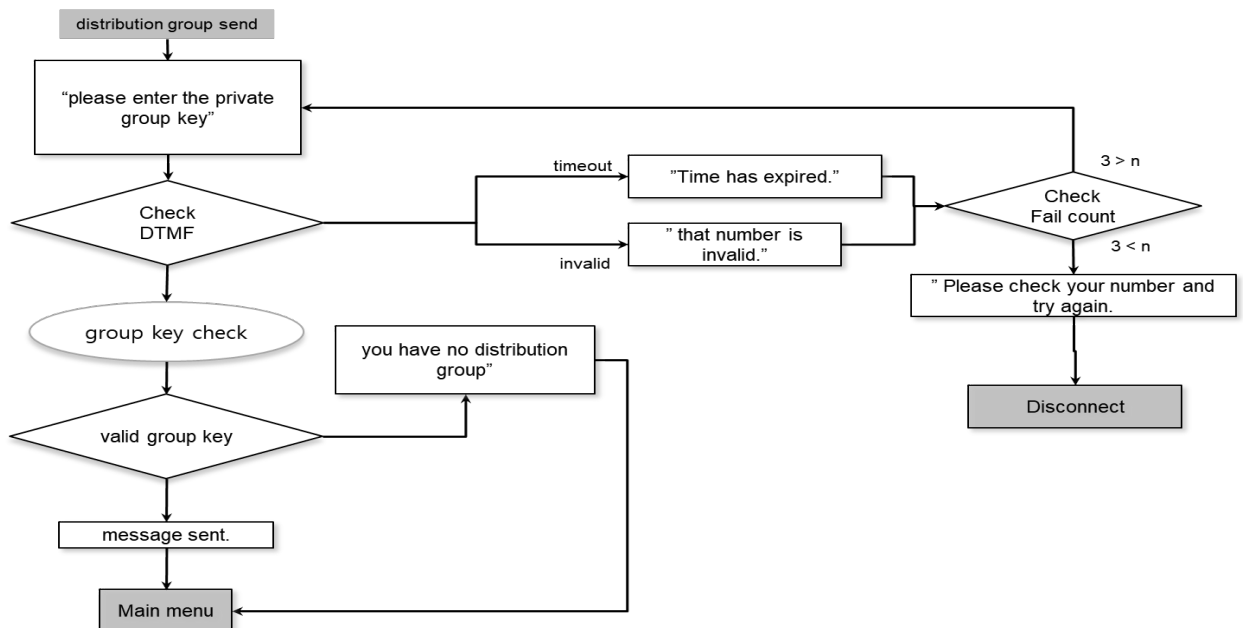 distribution group send
“please enter the private
group key”
Check
DTMF
timeout
”Time has expired.”
invalid
” that number is
invalid.”
3 > n
Check
Fail count
3 < n
” Please check your number and
try again.
Disconnect
group key check
you have no distribution
group”
valid group key
message sent.
Main menu